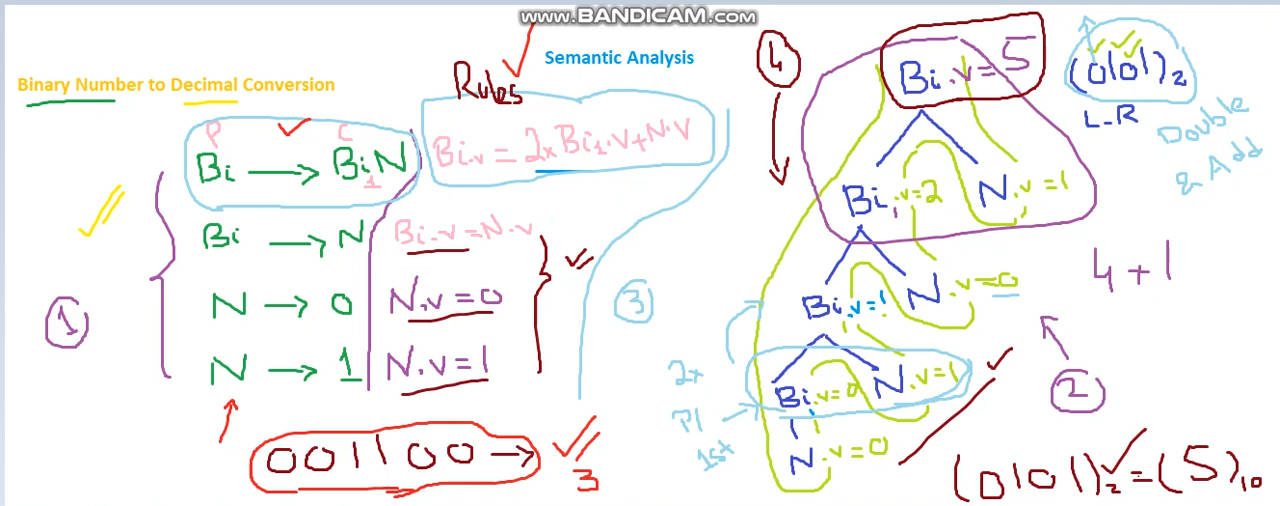 www.BANDICAM.com
Semantic Analysis
Binary Number to Decimal Conversion
Rules
P C
Bi → Bi₁N
Bi.v = 2x Bi₁.v + N.v
Bi → N
Bi.v = N.v
N → 0
N.v = 0
N → 1
N.v = 1
1
001100 →
3
3
4
Bi.v = 5
(0101)₂
L-R
Double
& Add
Bi.v=2
N.v=1
4+1
Bi.v=1
N.v=0
2x
Bi.v=0
N.v=1
P1
1st
N.v=0
2
(0101)₂ = (5)₁₀